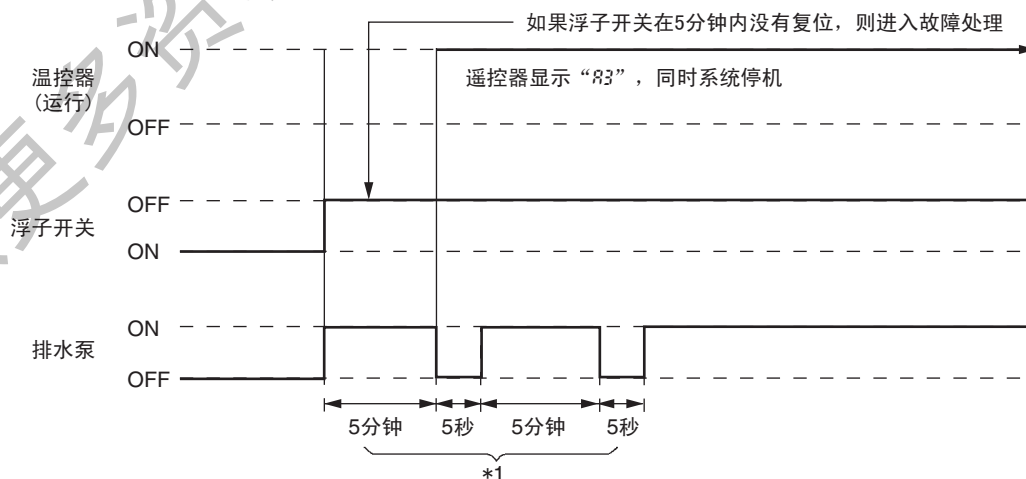 如果浮子开关在5分钟内没有复位，则进入故障处理
遥控器显示“A3”，同时系统停机
温控器
(运行)
ON
OFF
浮子开关
OFF
ON
排水泵
ON
OFF
5分钟 5秒 5分钟 5秒
*1
更多资